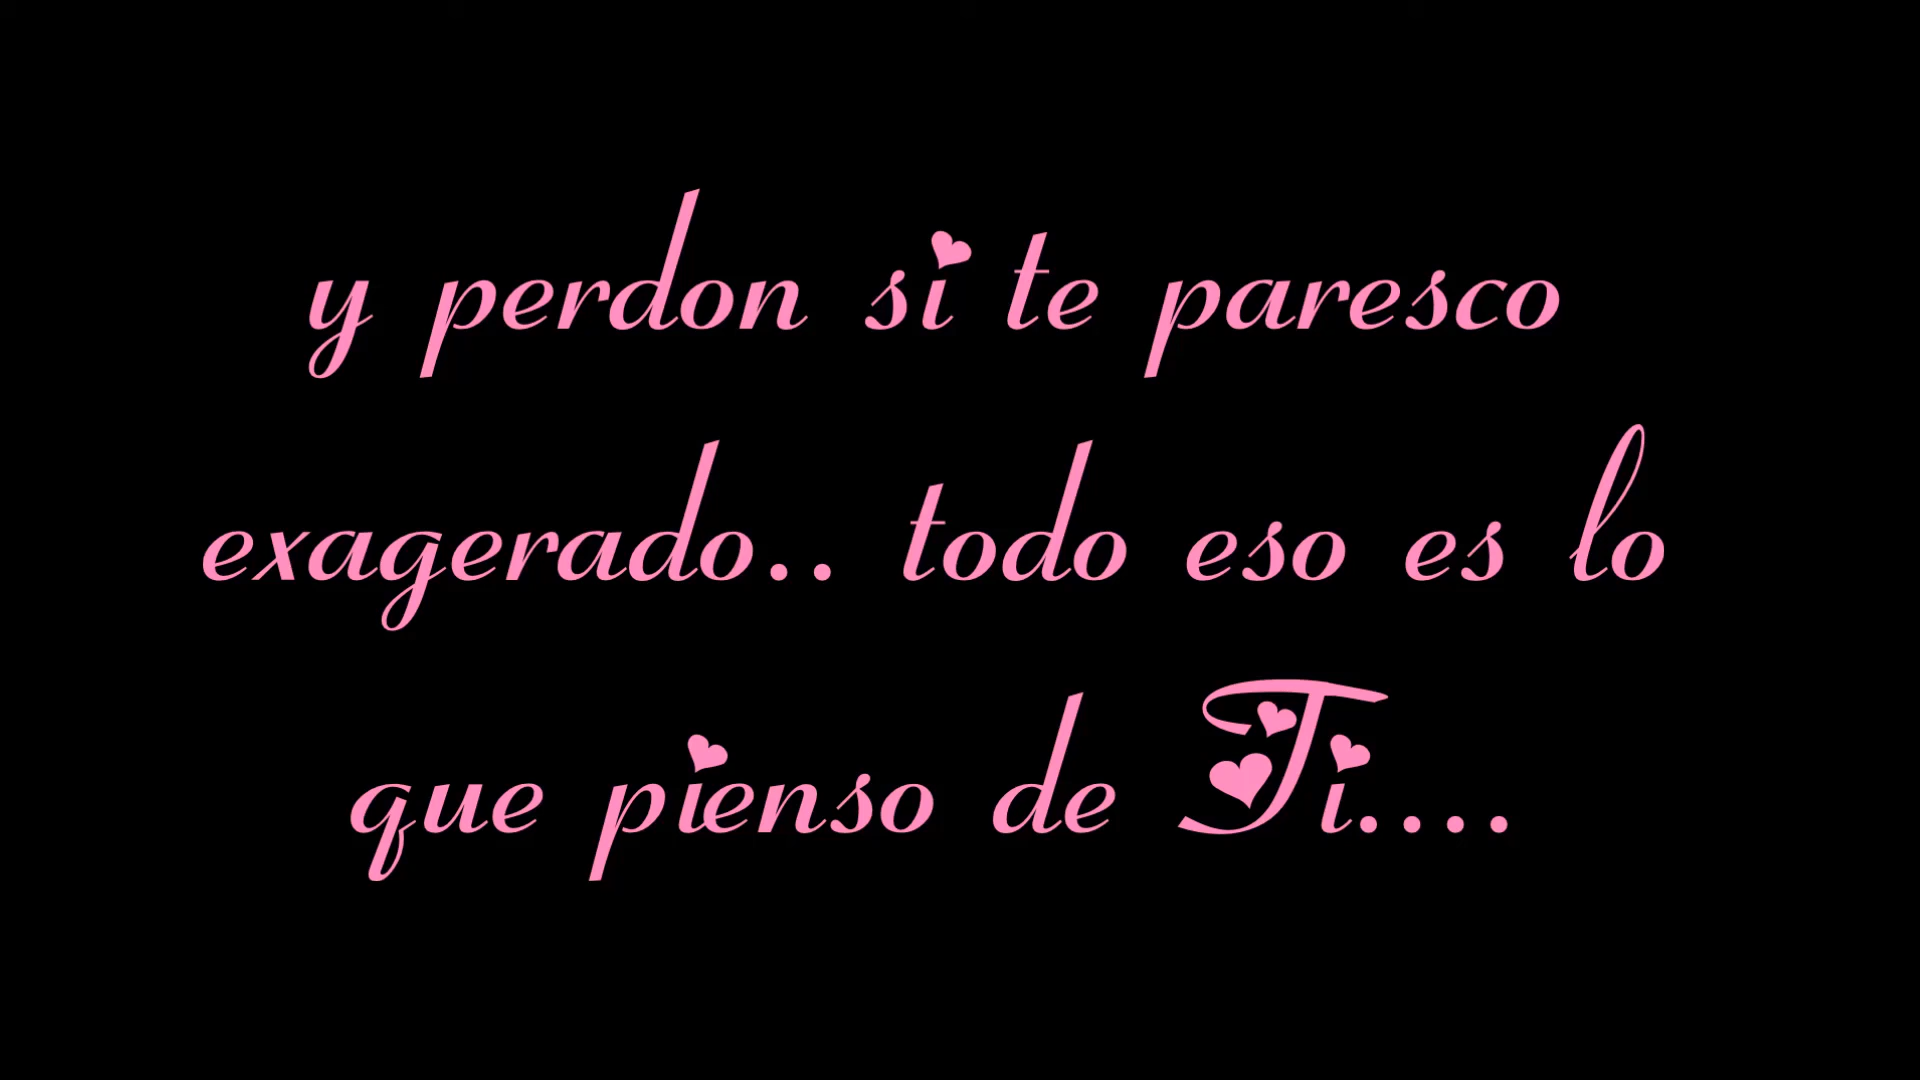 y perdon si te paresco
exagerado.. todo eso es lo
que pienso de Ti....